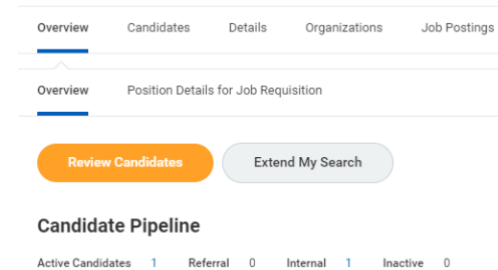 Overview Candidates Details Organizations Job Postings
Overview Position Details for Job Requisition
Review Candidates Extend My Search
Candidate Pipeline
Active Candidates 1 Referral 0 Internal 1 Inactive 0